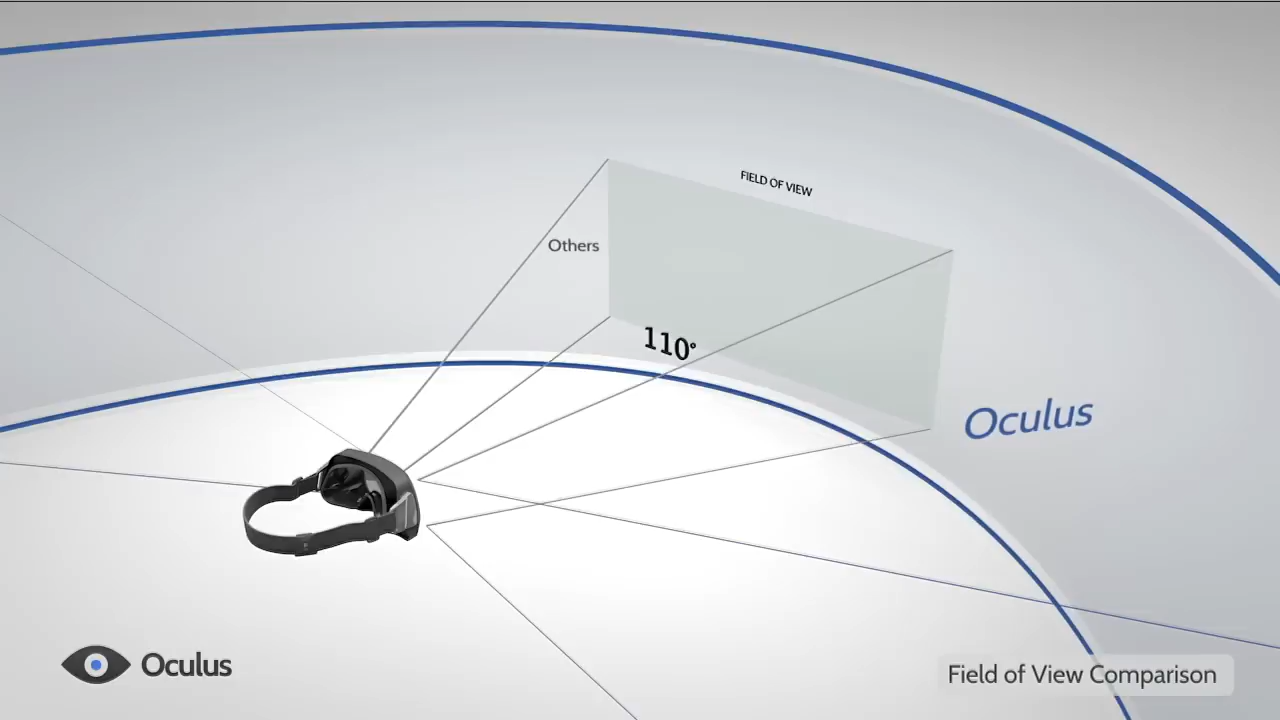 FIELD OF VIEW
Others
110°
Oculus
Oculus
Field of View Comparison